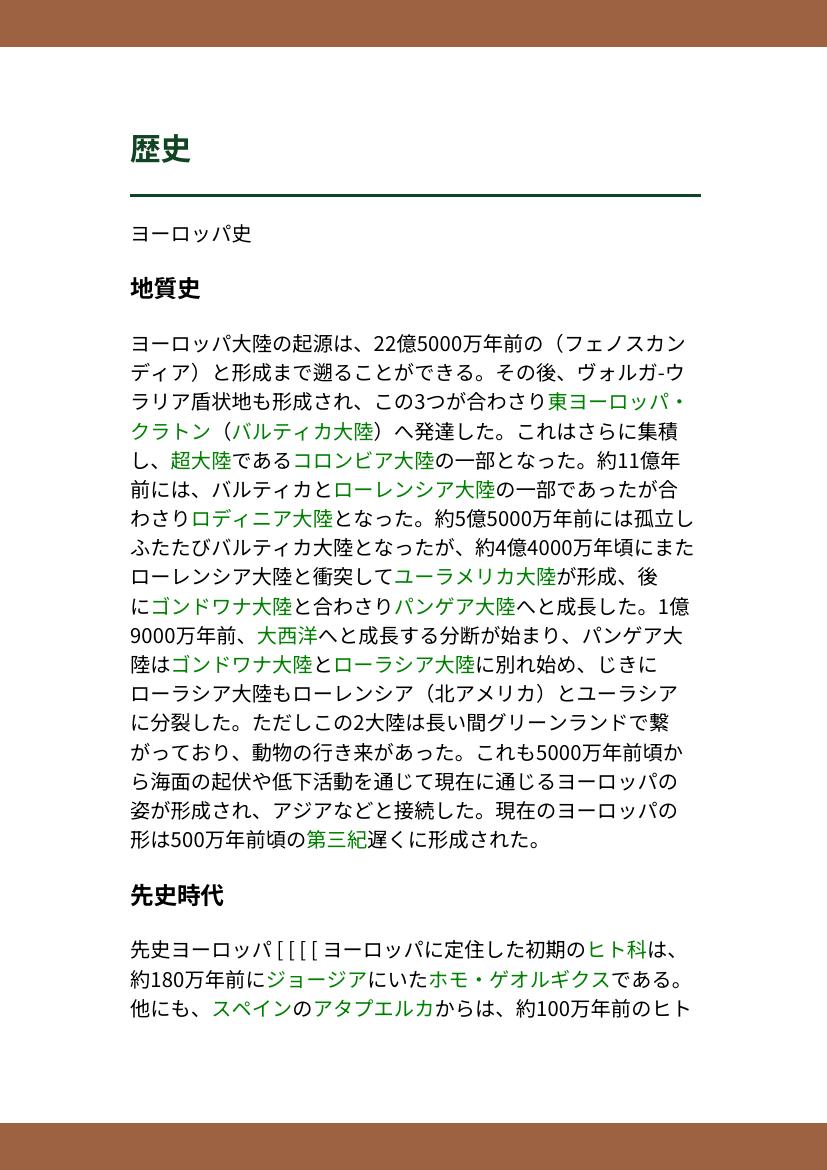 歴史
ヨーロッパ史
地質史
ヨーロッパ大陸の起源は、22億5000万年前の（フェノスカン
ディア）と形成まで遡ることができる。その後、ヴォルガ-ウ
ラリア盾状地も形成され、この3つが合わさり東ヨーロッパ・
クラトン（バルティカ大陸）へ発達した。これはさらに集積
し、超大陸であるコロンビア大陸の一部となった。約11億年
前には、バルティカとローレンシア大陸の一部であったが合
わさりロディニア大陸となった。約5億5000万年前には孤立し
ふたたびバルティカ大陸となったが、約4億4000万年頃にまた
ローレンシア大陸と衝突してユーラメリカ大陸が形成、後
にゴンドワナ大陸と合わさりパンゲア大陸へと成長した。1億
9000万年前、大西洋へと成長する分断が始まり、パンゲア大
陸はゴンドワナ大陸とローラシア大陸に別れ始め、じきに
ローラシア大陸もローレンシア（北アメリカ）とユーラシア
に分裂した。ただしこの2大陸は長い間グリーンランドで繋
がっており、動物の行き来があった。これも5000万年前頃か
ら海面の起伏や低下活動を通じて現在に通じるヨーロッパの
姿が形成され、アジアなどと接続した。現在のヨーロッパの
形は500万年前頃の第三紀遅くに形成された。
先史時代
先史ヨーロッパ [ [ [ [ ヨーロッパに定住した初期のヒト科は、
約180万年前にジョージアにいたホモ・ゲオルギクスである。
他にも、スペインのアタプエルカからは、約100万年前のヒト